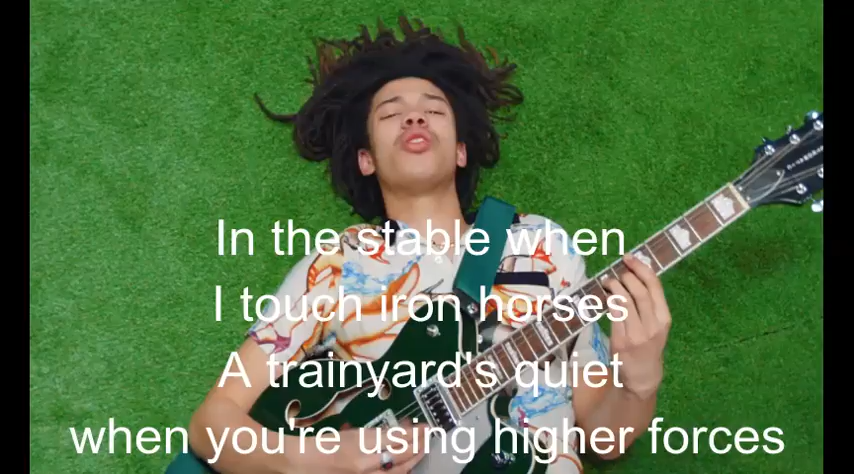 In the stable when
I touch iron horses
A trainyard's quiet
when you're using higher forces